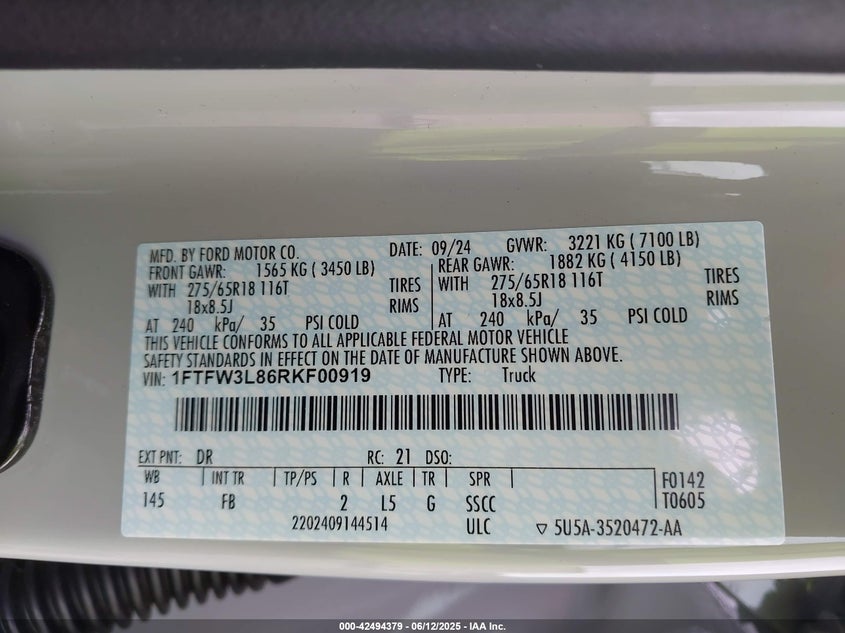 MFD. BY FORD MOTOR CO. DATE: 09/24 GVWR: 3221 KG ( 7100 LB)
FRONT GAWR: 1565 KG ( 3450 LB) REAR GAWR: 1882 KG ( 4150 LB)
WITH 275/65R18 116T TIRES WITH 275/65R18 116T TIRES
18x8.5J RIMS 18x8.5J RIMS
AT 240 kPa/ 35 PSI COLD AT 240 kPa/ 35 PSI COLD
THIS VEHICLE CONFORMS TO ALL APPLICABLE FEDERAL MOTOR VEHICLE
SAFETY STANDARDS IN EFFECT ON THE DATE OF MANUFACTURE SHOWN ABOVE.
VIN: 1FTFW3L86RKF00919 TYPE: Truck
EXT PNT: DR RC: 21 DSO:
WB INT TR TP/PS R AXLE TR SPR F0142
145 FB 2 L5 G SSCC T0605
2202409144514 ULC ▽ 5U5A-3520472-AA
000-42494379 - 06/12/2025 - IAA Inc.